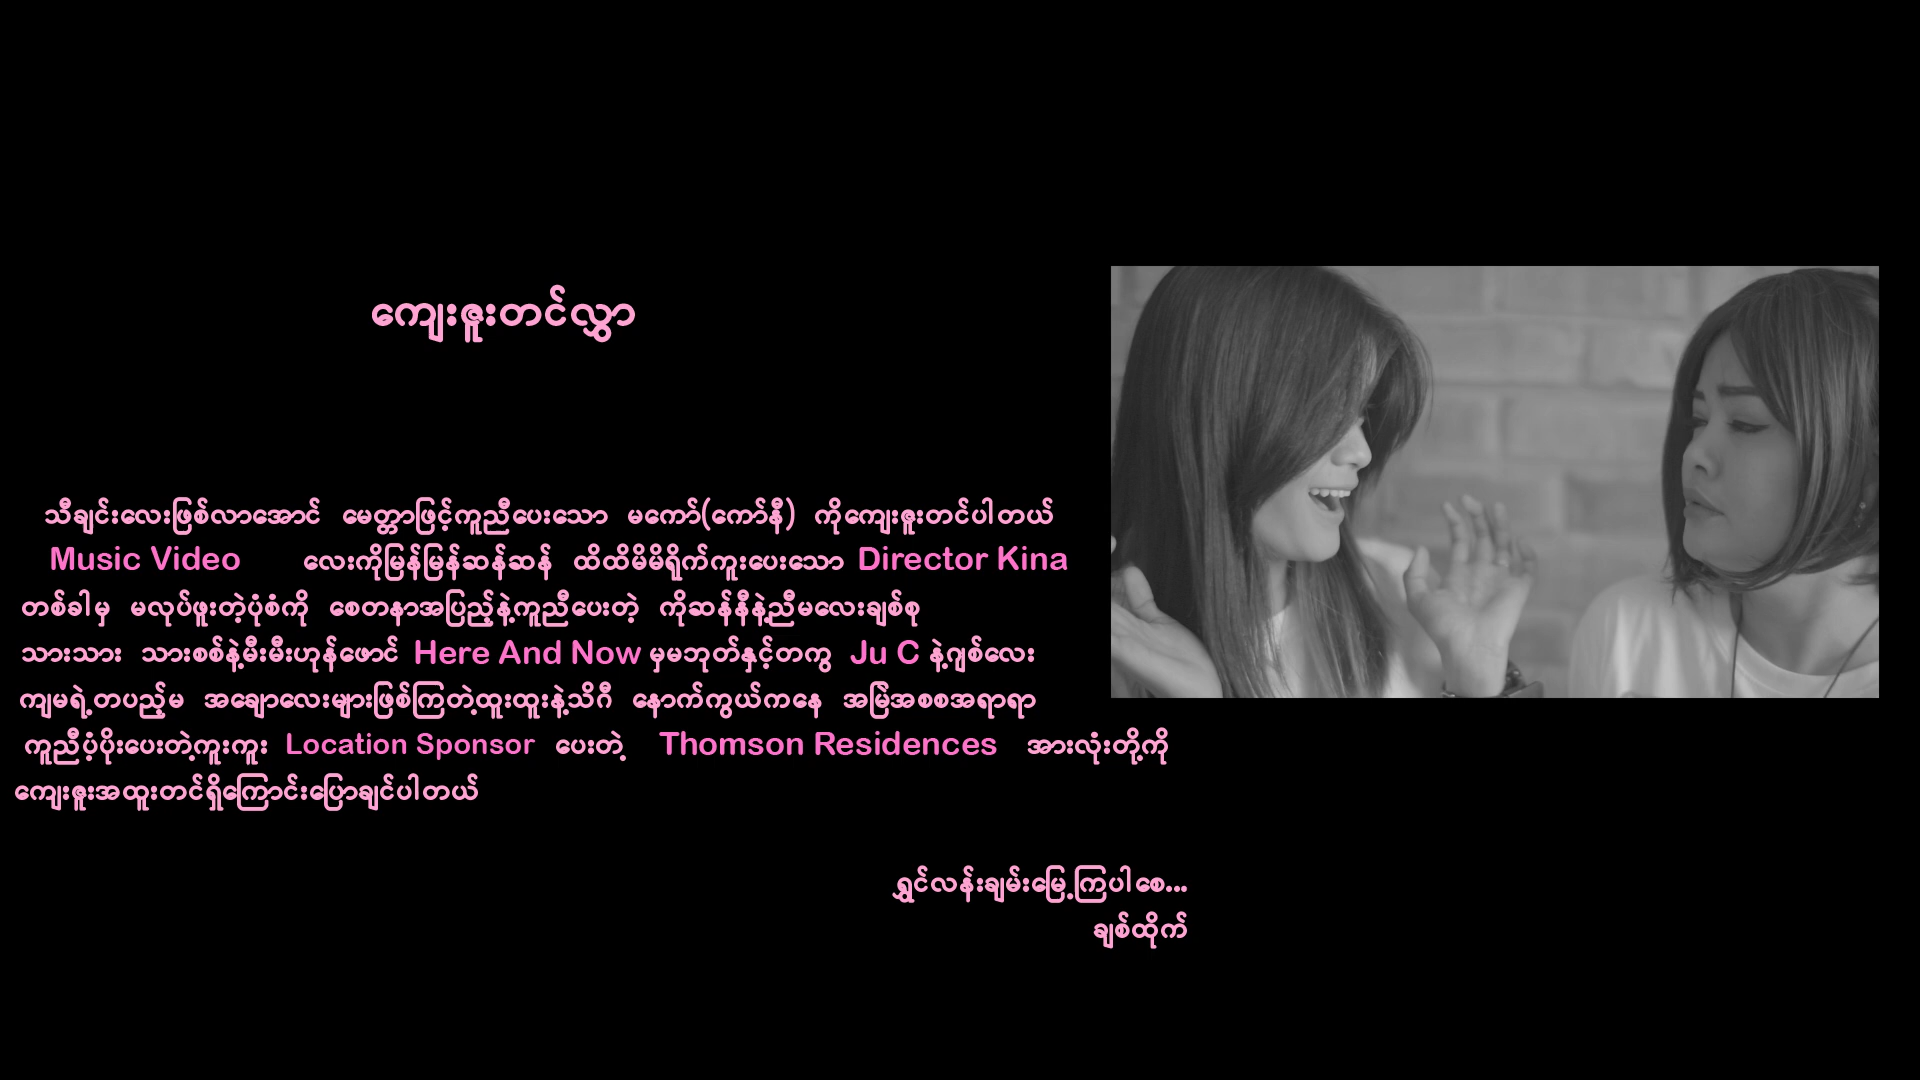 ကျေးဇူးတင်လွှာ
သီချင်းလေးဖြစ်လာအောင် မေတ္တာဖြင့်ကူညီပေးသော မကော်(ကော်နီ) ကိုကျေးဇူးတင်ပါတယ်
Music Video လေးကိုမြန်မြန်ဆန်ဆန် ထိထိမိမိရိုက်ကူးပေးသော Director Kina
တစ်ခါမှ မလုပ်ဖူးတဲ့ပုံစံကို စေတနာအပြည့်နဲ့ကူညီပေးတဲ့ ကိုဆန်နီနဲ့ညီမလေးချစ်စု
သားသား သားစစ်နဲ့မီးမီးဟုန်ဖောင် Here And Now မှမဘုတ်နှင့်တကွ Ju C နဲ့ဂျစ်လေး
ကျမရဲ့တပည့်မ အချောလေးများဖြစ်ကြတဲ့ထူးထူးနဲ့သိဂီ နောက်ကွယ်ကနေ အမြဲအစစအရာရာ
ကူညီပံ့ပိုးပေးတဲ့ကူးကူး Location Sponsor ပေးတဲ့ Thomson Residences အားလုံးတို့ကို
ကျေးဇူးအထူးတင်ရှိကြောင်းပြောချင်ပါတယ်
ရွှင်လန်းချမ်းမြေ့ကြပါစေ...
ချစ်ထိုက်